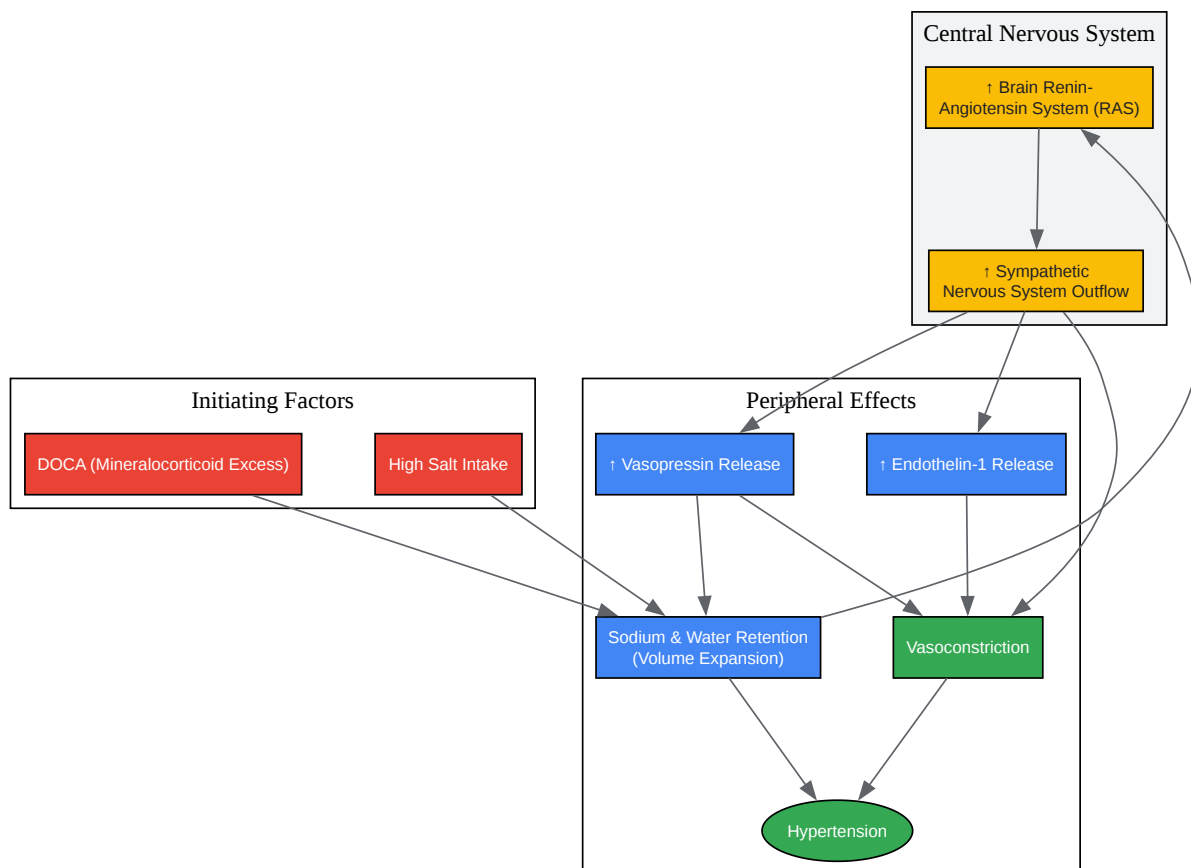 Central Nervous System
↑ Brain Renin-
Angiotensin System (RAS)
↑ Sympathetic
Nervous System Outflow
Initiating Factors
DOCA (Mineralocorticoid Excess)
High Salt Intake
Peripheral Effects
↑ Vasopressin Release
↑ Endothelin-1 Release
Sodium & Water Retention
(Volume Expansion)
Vasoconstriction
Hypertension